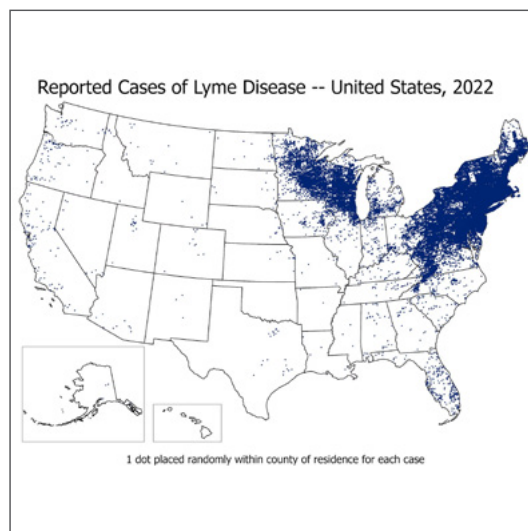 Reported Cases of Lyme Disease -- United States, 2022
1 dot placed randomly within county of residence for each case